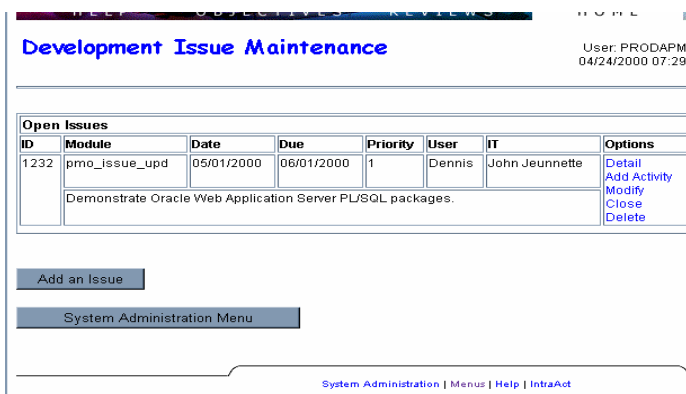 HELP OBJECTIVES REVIEWS HOME
Development Issue Maintenance
User: PRODAPM
04/24/2000 07:29
Open Issues
ID Module Date Due Priority User IT Options
1232 pmo_issue_upd 05/01/2000 06/01/2000 1 Dennis John Jeunnette Detail
Add Activity
Modify
Demonstrate Oracle Web Application Server PL/SQL packages.
Close
Delete
Add an Issue
System Administration Menu
System Administration | Menus | Help | IntraAct